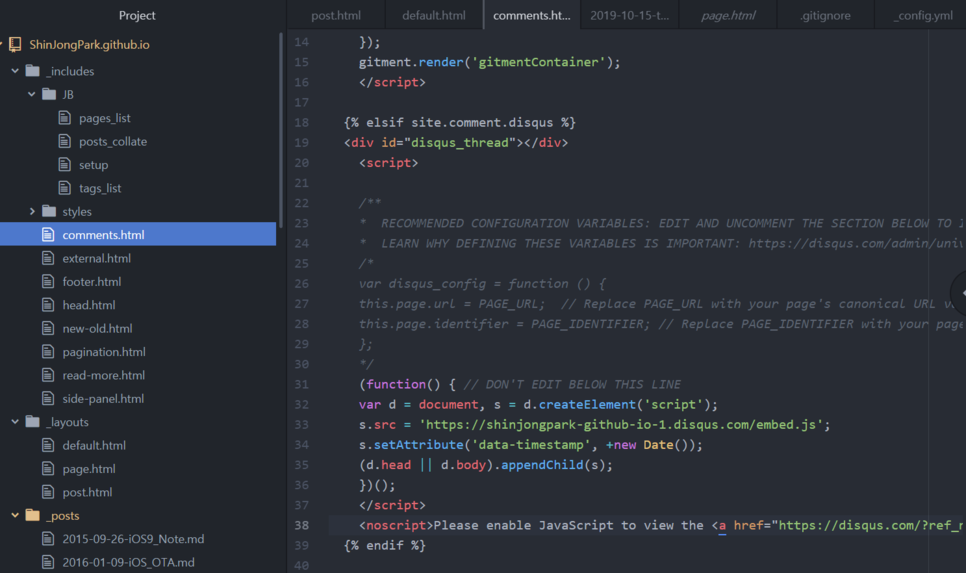 Project
ShinJongPark.github.io
_includes
JB
pages_list
posts_collate
setup
tags_list
styles
comments.html
external.html
footer.html
head.html
new-old.html
pagination.html
read-more.html
side-panel.html
_layouts
default.html
page.html
post.html
_posts
2015-09-26-iOS9_Note.md
2016-01-09-iOS_OTA.md
post.html default.html comments.ht... 2019-10-15-t... page.html .gitignore _config.yml
14 });
15 gitment.render('gitmentContainer');
16 </script>
17
18 {% elsif site.comment.disqus %}
19 <div id="disqus_thread"></div>
20 <script>
21
22 /**
23 * RECOMMENDED CONFIGURATION VARIABLES: EDIT AND UNCOMMENT THE SECTION BELOW TO
24 * LEARN WHY DEFINING THESE VARIABLES IS IMPORTANT: https://disqus.com/admin/univ
25 /*
26 var disqus_config = function () {
27 this.page.url = PAGE_URL; // Replace PAGE_URL with your page's canonical URL
28 this.page.identifier = PAGE_IDENTIFIER; // Replace PAGE_IDENTIFIER with your page
29 };
30 */
31 (function() { // DON'T EDIT BELOW THIS LINE
32 var d = document, s = d.createElement('script');
33 s.src = 'https://shinjongpark-github-io-1.disqus.com/embed.js';
34 s.setAttribute('data-timestamp', +new Date());
35 (d.head || d.body).appendChild(s);
36 })();
37 </script>
38 <noscript>Please enable JavaScript to view the <a href="https://disqus.com/?ref_n
39 {% endif %}
40